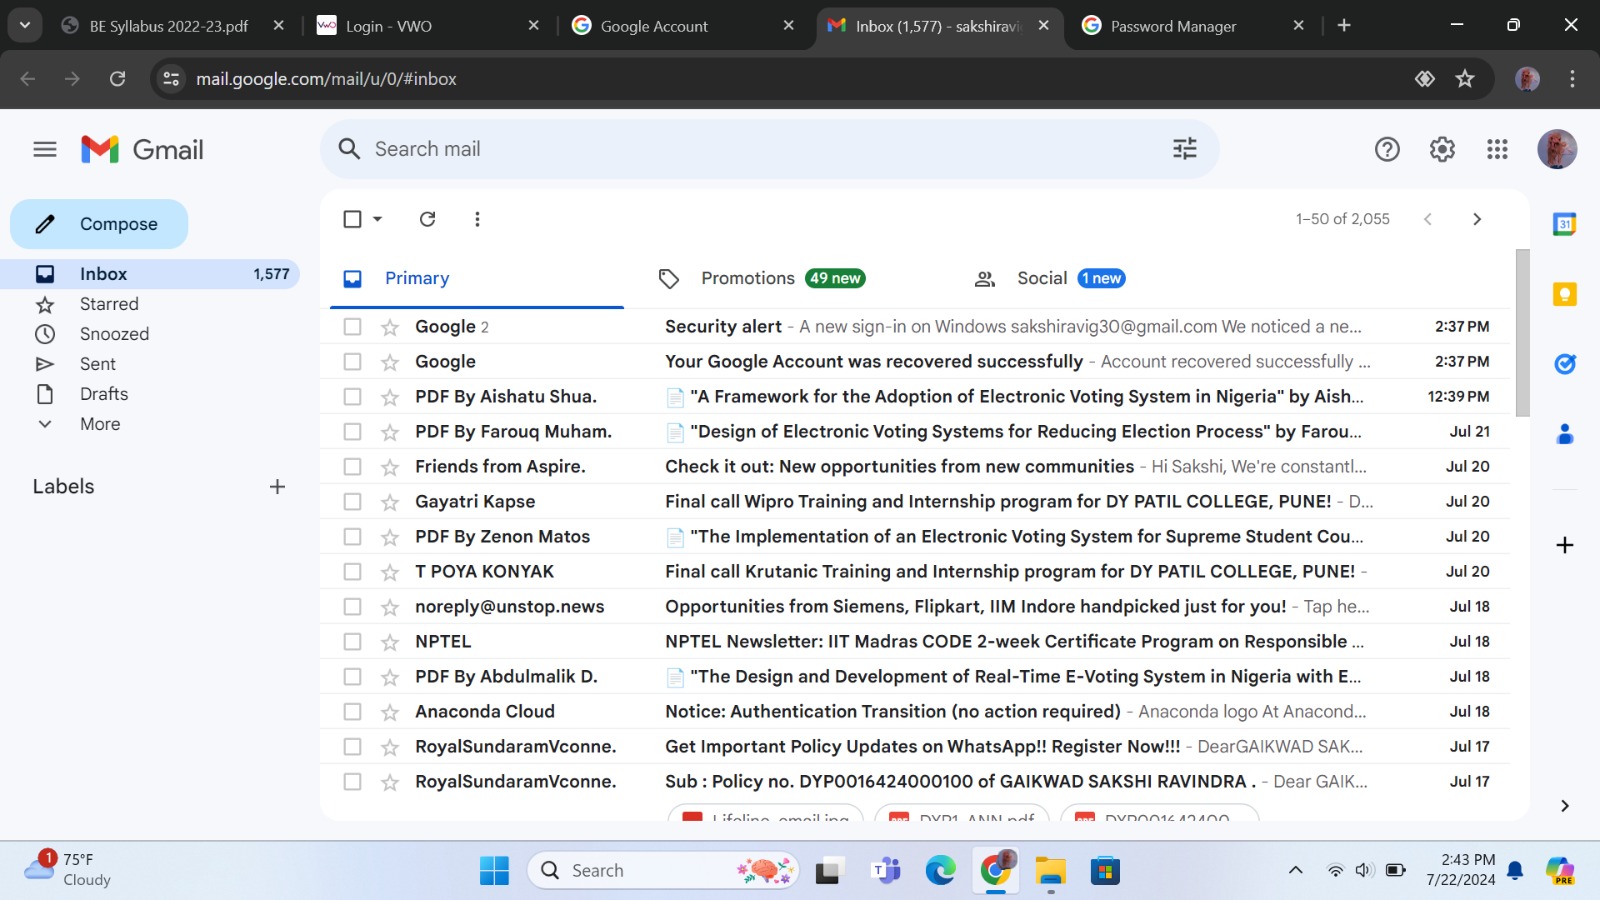 BE Syllabus 2022-23.pdf
Login - VWO
Google Account
Inbox (1,577) - sakshiravi
Password Manager
mail.google.com/mail/u/0/#inbox
Gmail
Search mail
Compose
1–50 of 2,055
Inbox 1,577
Starred
Snoozed
Sent
Drafts
More
Labels
Primary
Promotions 49 new
Social 1 new
Google 2 Security alert - A new sign-in on Windows sakshiravig30@gmail.com We noticed a ne... 2:37 PM
Google Your Google Account was recovered successfully - Account recovered successfully ... 2:37 PM
PDF By Aishatu Shua. "A Framework for the Adoption of Electronic Voting System in Nigeria" by Aish... 12:39 PM
PDF By Farouq Muham. "Design of Electronic Voting Systems for Reducing Election Process" by Farou... Jul 21
Friends from Aspire. Check it out: New opportunities from new communities - Hi Sakshi, We're constantl... Jul 20
Gayatri Kapse Final call Wipro Training and Internship program for DY PATIL COLLEGE, PUNE! - D... Jul 20
PDF By Zenon Matos "The Implementation of an Electronic Voting System for Supreme Student Cou... Jul 20
T POYA KONYAK Final call Krutanic Training and Internship program for DY PATIL COLLEGE, PUNE! - Jul 20
noreply@unstop.news Opportunities from Siemens, Flipkart, IIM Indore handpicked just for you! - Tap he... Jul 18
NPTEL NPTEL Newsletter: IIT Madras CODE 2-week Certificate Program on Responsible ... Jul 18
PDF By Abdulmalik D. "The Design and Development of Real-Time E-Voting System in Nigeria with E... Jul 18
Anaconda Cloud Notice: Authentication Transition (no action required) - Anaconda logo At Anacond... Jul 18
RoyalSundaramVconne. Get Important Policy Updates on WhatsApp!! Register Now!!! - DearGAIKWAD SAK... Jul 17
RoyalSundaramVconne. Sub : Policy no. DYP0016424000100 of GAIKWAD SAKSHI RAVINDRA . - Dear GAIK... Jul 17
31
1
75°F
Cloudy
Search
2:43 PM
7/22/2024
PRE